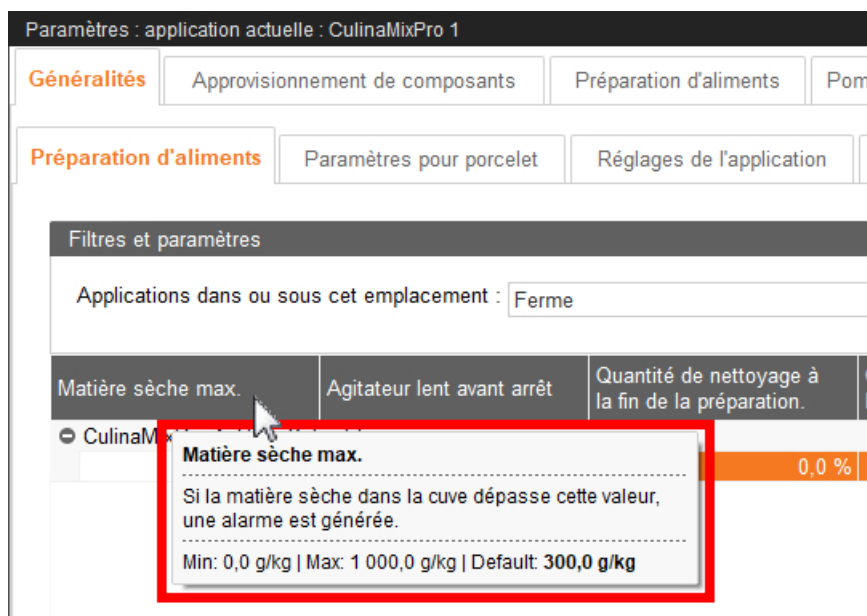 Paramètres : application actuelle : CulinaMixPro 1
Généralités
Approvisionnement de composants
Préparation d'aliments
Pom
Préparation d'aliments
Paramètres pour porcelet
Réglages de l'application
Filtres et paramètres
Applications dans ou sous cet emplacement :
Ferme
Matière sèche max.
Agitateur lent avant arrêt
Quantité de nettoyage à
la fin de la préparation.
CulinaM
Matière sèche max.
0,0 %
Si la matière sèche dans la cuve dépasse cette valeur,
une alarme est générée.
Min: 0,0 g/kg | Max: 1 000,0 g/kg | Default: 300,0 g/kg